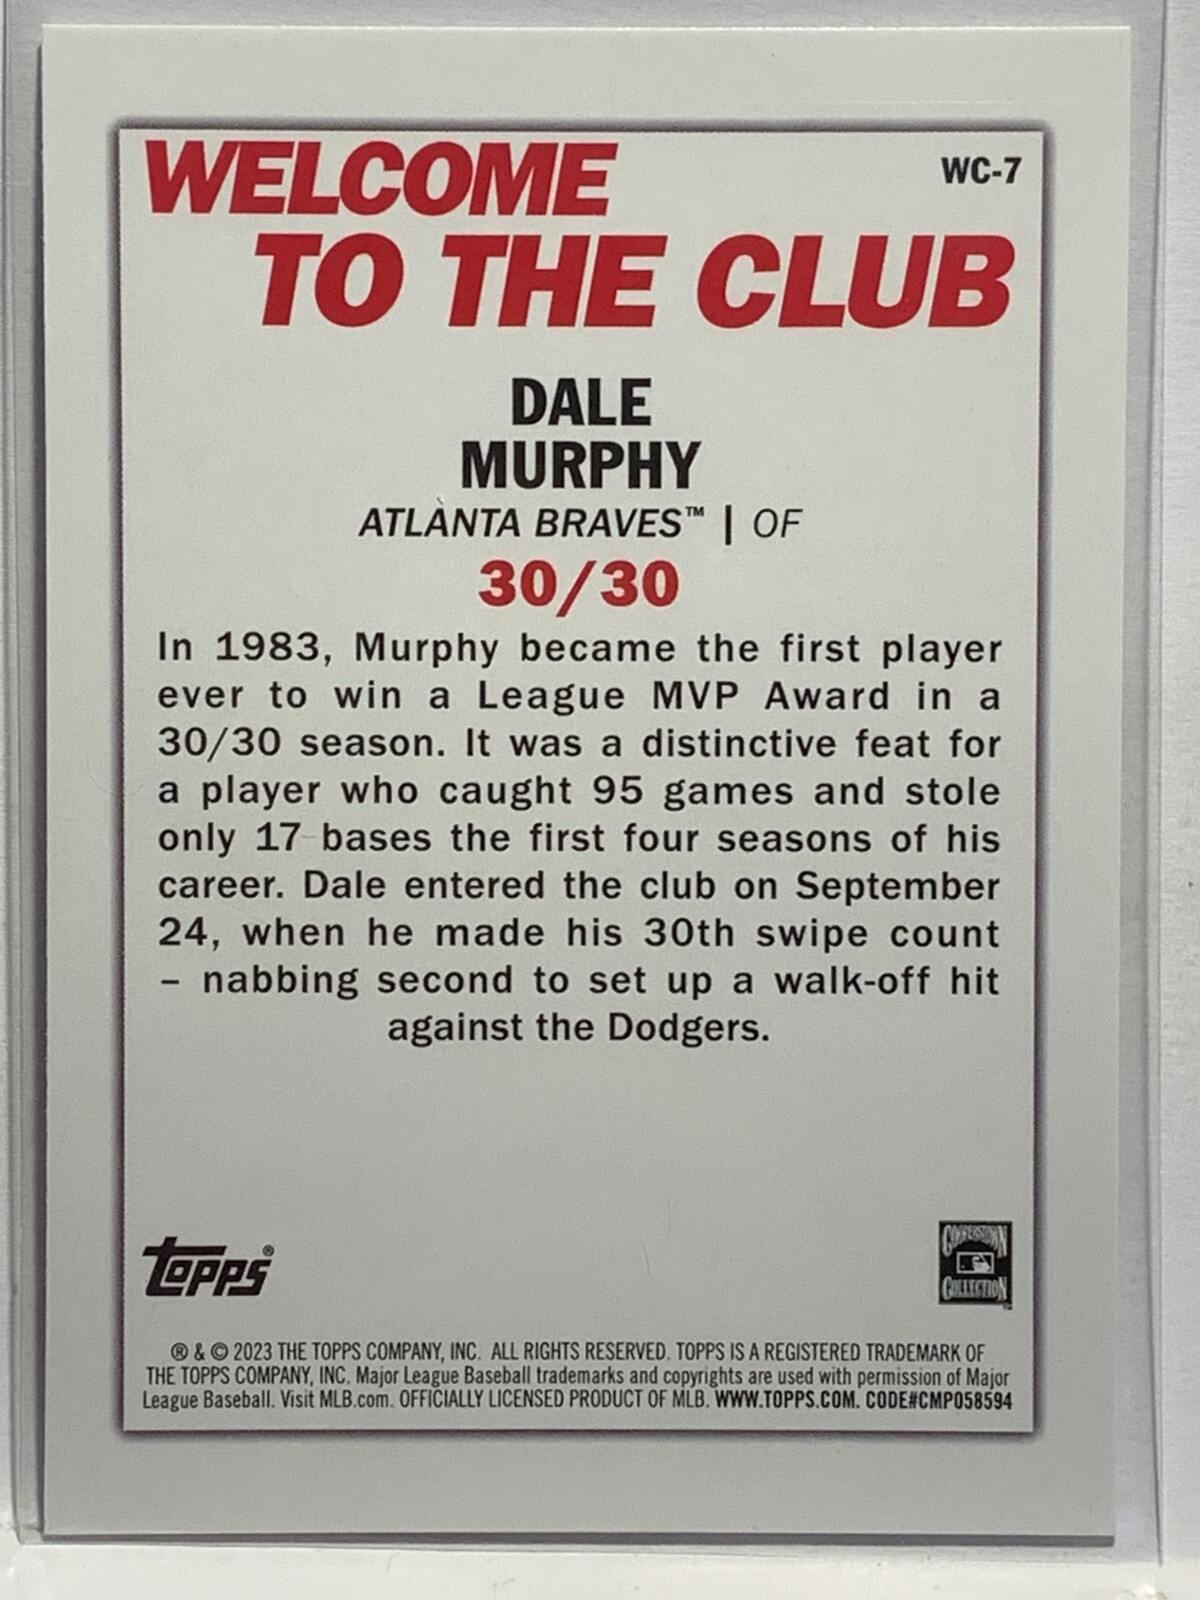 WELCOME
WC-7
TO THE CLUB
DALE
MURPHY
ATLANTA BRAVES™ | OF
30/30
In 1983, Murphy became the first player
ever to win a League MVP Award in a
30/30 season. It was a distinctive feat for
a player who caught 95 games and stole
only 17 bases the first four seasons of his
career. Dale entered the club on September
24, when he made his 30th swipe count
– nabbing second to set up a walk-off hit
against the Dodgers.
TOPPS®
COOPERSTOWN
COLLECTION™
® & © 2023 THE TOPPS COMPANY, INC. ALL RIGHTS RESERVED. TOPPS IS A REGISTERED TRADEMARK OF
THE TOPPS COMPANY, INC. Major League Baseball trademarks and copyrights are used with permission of Major
League Baseball. Visit MLB.com. OFFICIALLY LICENSED PRODUCT OF MLB. WWW.TOPPS.COM. CODE#CMP058594